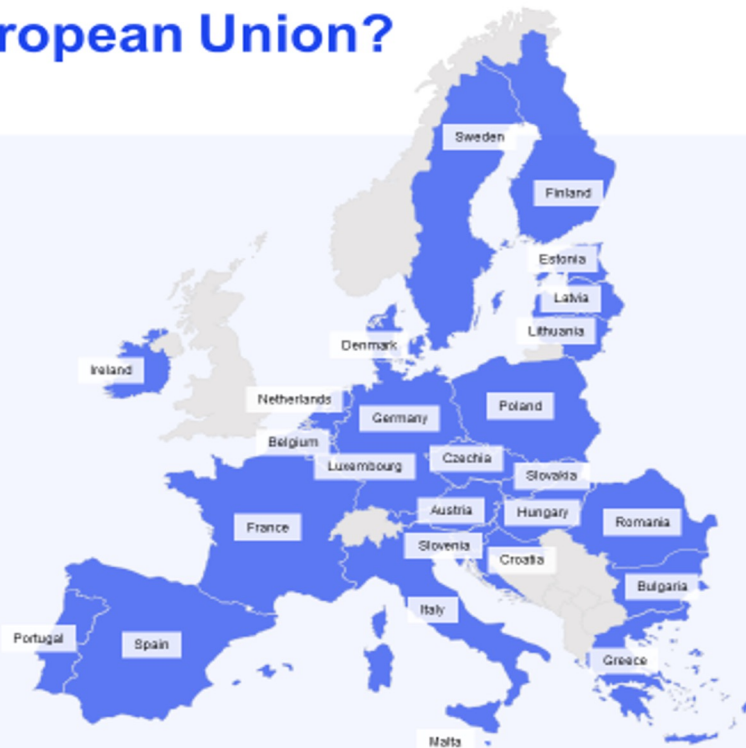 ropean Union?
Sweden
Finland
Estonia
Latvia
Lithuania
Denmark
Ireland
Netherlands
Poland
Germany
Belgium
Czechia
Luxembourg
Slovakia
Austria
Hungary
Romania
France
Slovenia
Croatia
Bulgaria
Italy
Portugal
Spain
Greece
Malta